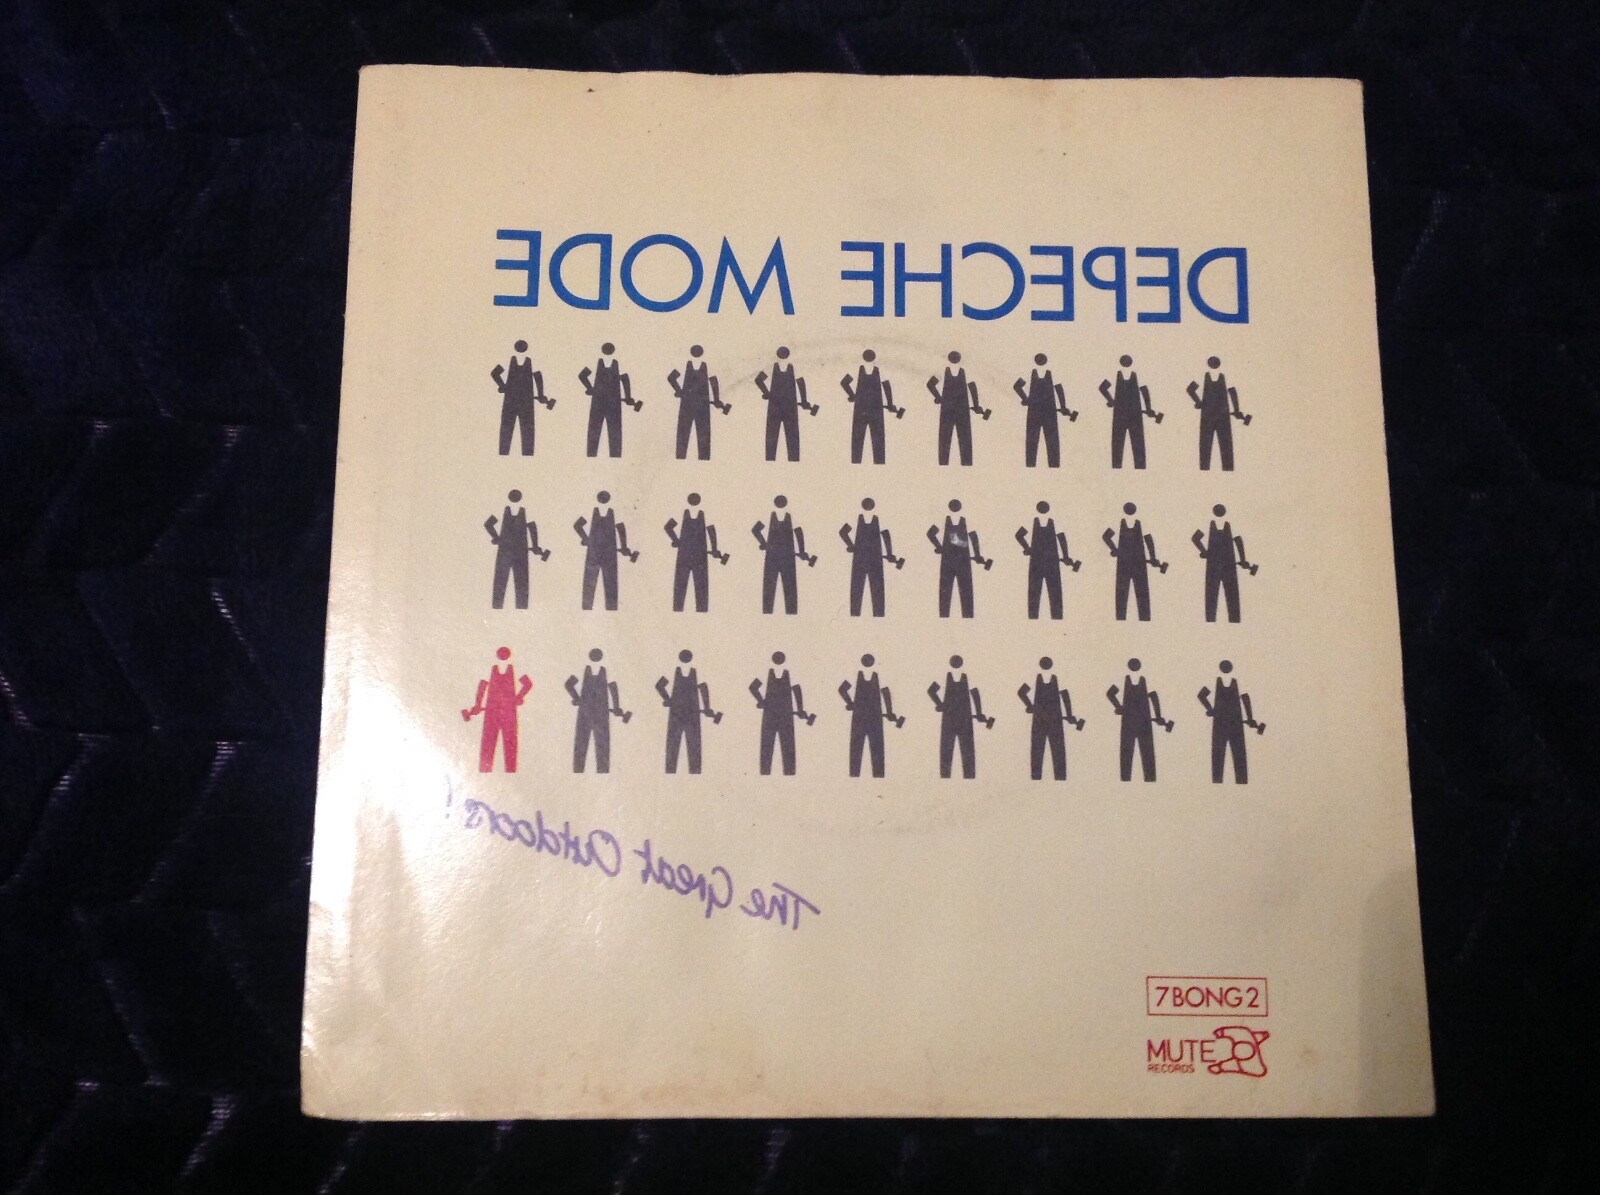 DEPECHE MODE
The Great Outdoors!
7BONG2
MUTE
RECORDS